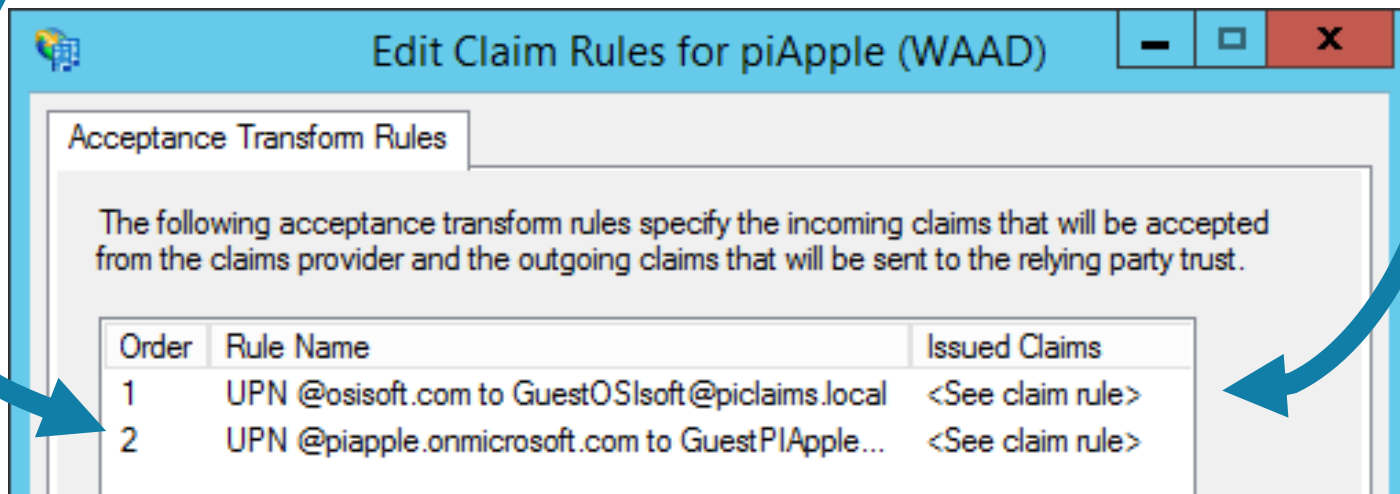 Edit Claim Rules for piApple (WAAD)
Acceptance Transform Rules
The following acceptance transform rules specify the incoming claims that will be accepted
from the claims provider and the outgoing claims that will be sent to the relying party trust.
Order Rule Name Issued Claims
1 UPN @osisoft.com to GuestOSIsoft@piclaims.local <See claim rule>
2 UPN @piapple.onmicrosoft.com to GuestPIApple... <See claim rule>